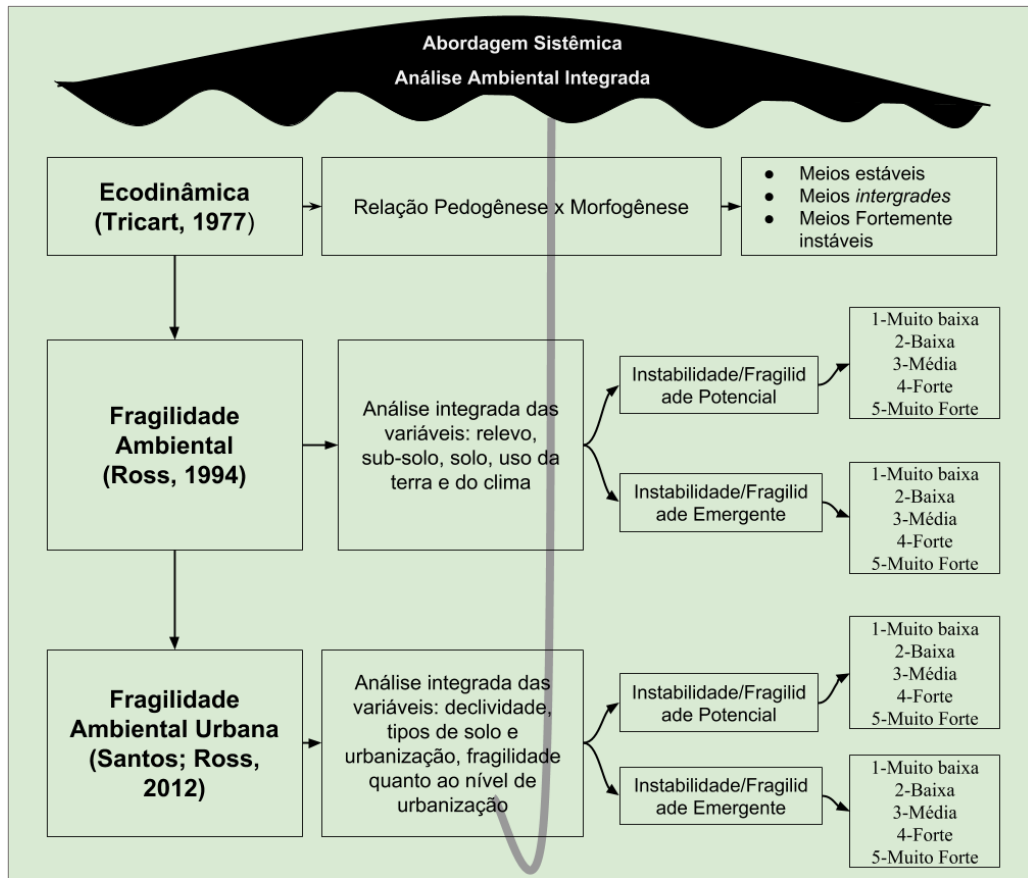 Abordagem Sistêmica
Análise Ambiental Integrada
Ecodinâmica
(Tricart, 1977)
Relação Pedogênese x Morfogênese
● Meios estáveis
● Meios intergrades
● Meios Fortemente
instáveis
Fragilidade
Ambiental
(Ross, 1994)
Análise integrada das
variáveis: relevo,
sub-solo, solo, uso da
terra e do clima
Instabilidade/Fragilid
ade Potencial
1-Muito baixa
2-Baixa
3-Média
4-Forte
5-Muito Forte
Instabilidade/Fragilid
ade Emergente
1-Muito baixa
2-Baixa
3-Média
4-Forte
5-Muito Forte
Fragilidade
Ambiental Urbana
(Santos; Ross,
2012)
Análise integrada das
variáveis: declividade,
tipos de solo e
urbanização, fragilidade
quanto ao nível de
urbanização
Instabilidade/Fragilid
ade Potencial
1-Muito baixa
2-Baixa
3-Média
4-Forte
5-Muito Forte
Instabilidade/Fragilid
ade Emergente
1-Muito baixa
2-Baixa
3-Média
4-Forte
5-Muito Forte